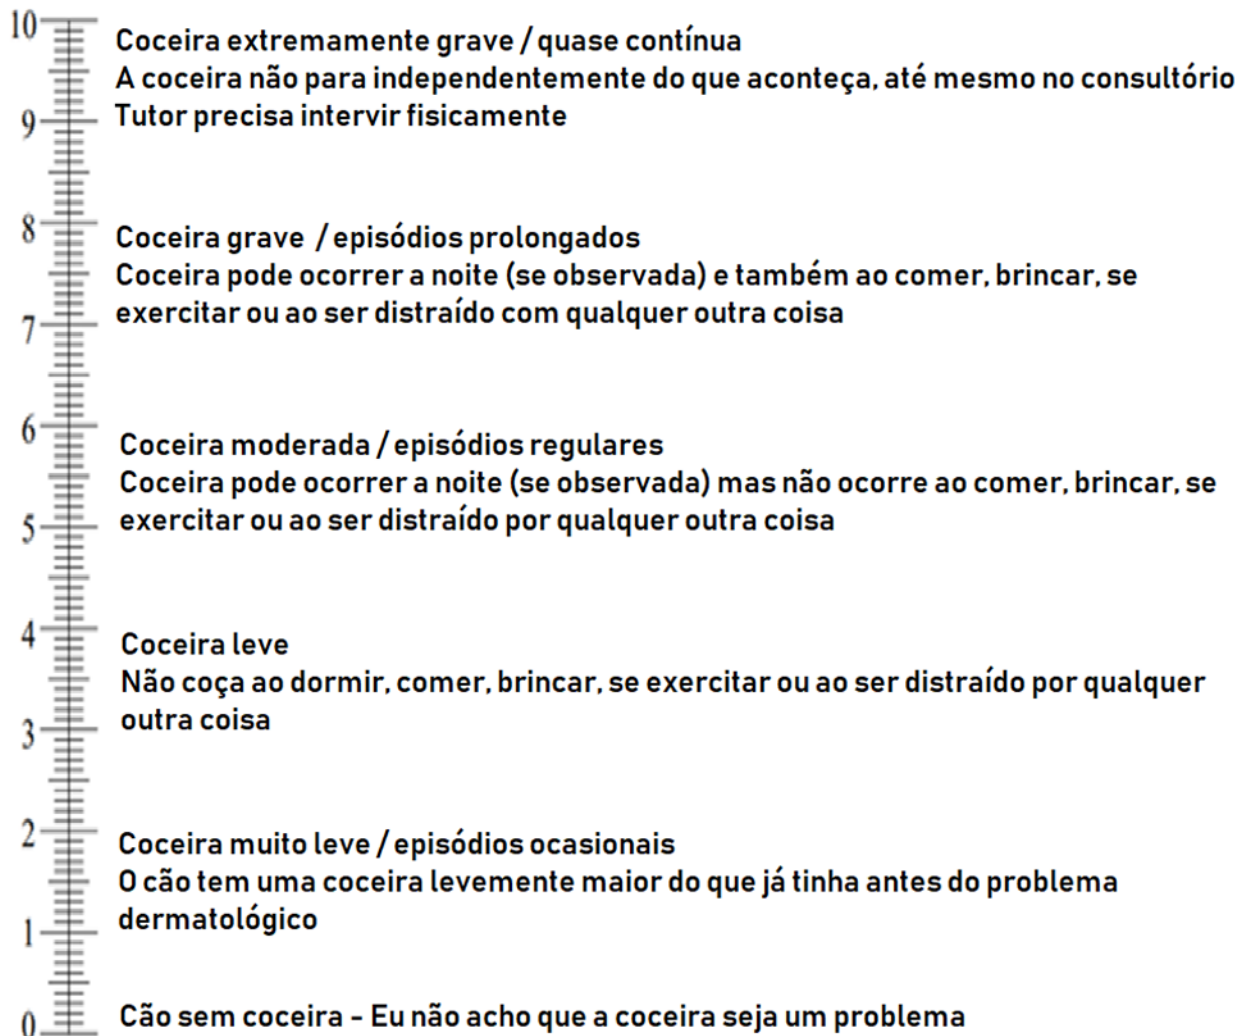 10
Coceira extremamente grave / quase contínua
A coceira não para independentemente do que aconteça, até mesmo no consultório
9
Tutor precisa intervir fisicamente
8
Coceira grave / episódios prolongados
Coceira pode ocorrer a noite (se observada) e também ao comer, brincar, se
exercitar ou ao ser distraído com qualquer outra coisa
7
6
Coceira moderada / episódios regulares
Coceira pode ocorrer a noite (se observada) mas não ocorre ao comer, brincar, se
exercitar ou ao ser distraído por qualquer outra coisa
5
4
Coceira leve
Não coça ao dormir, comer, brincar, se exercitar ou ao ser distraído por qualquer
outra coisa
3
2
Coceira muito leve / episódios ocasionais
O cão tem uma coceira levemente maior do que já tinha antes do problema
dermatológico
1
0
Cão sem coceira - Eu não acho que a coceira seja um problema